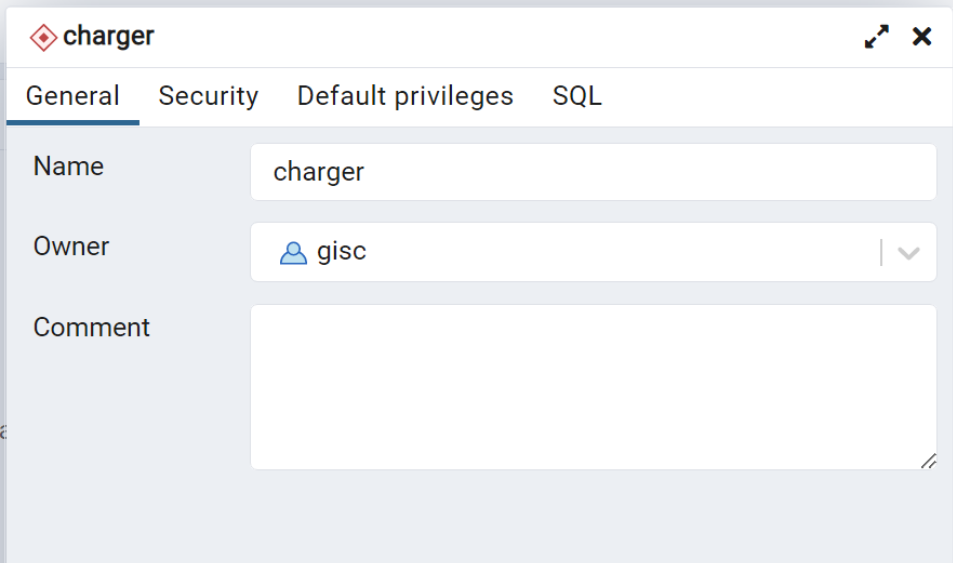 charger
General Security Default privileges SQL
Name charger
Owner gisc
Comment